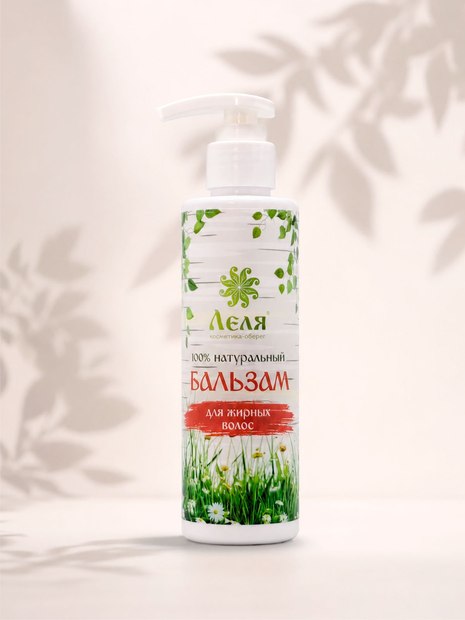 Леля®
косметика-оберег
100% натуральный
БАЛЬЗАМ
для жирных
волос